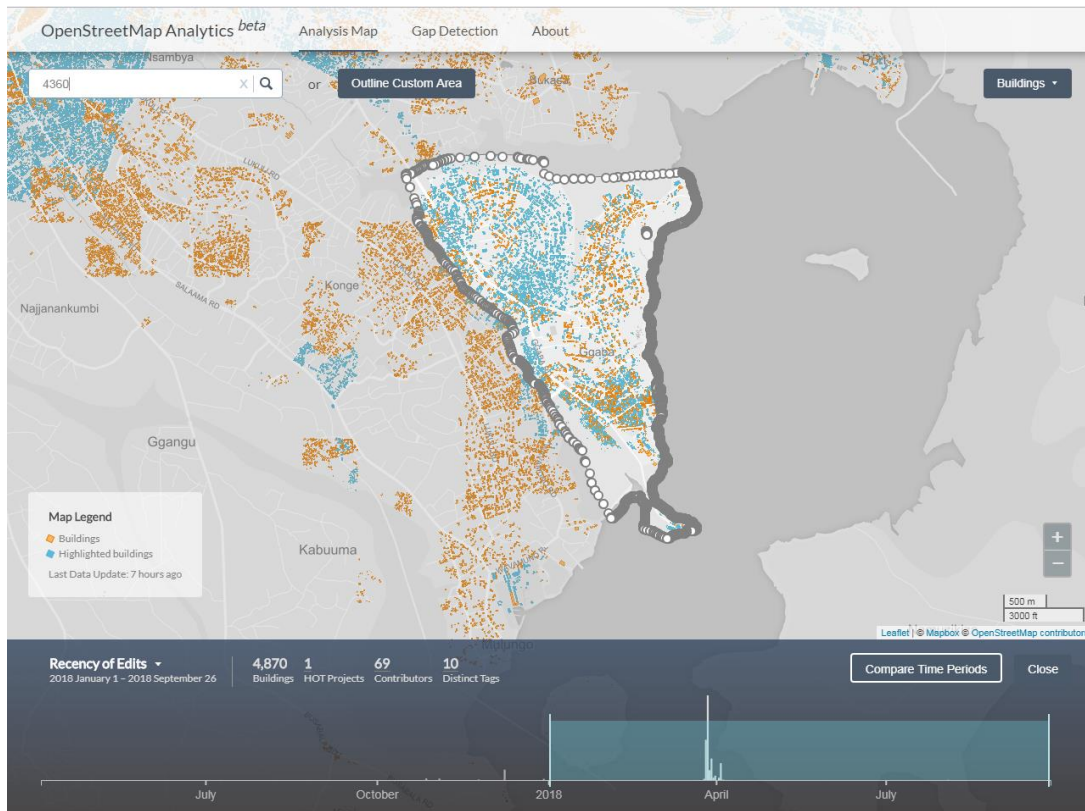 OpenStreetMap Analytics beta
Analysis Map
Gap Detection
About
Nsambya
4360
X
or
Outline Custom Area
Buildings
LUKULI RD
Konge
SALAAMA RD
Najjanankumbi
Ggaba
Ggangu
Map Legend
Buildings
Highlighted buildings
Last Data Update: 7 hours ago
Kabuuma
+
−
500 m
3000 ft
Leaflet | © Mapbox © OpenStreetMap contributors
Mulungo
Recency of Edits
2018 January 1 – 2018 September 26
4,870
Buildings
1
HOT Projects
69
Contributors
10
Distinct Tags
Compare Time Periods
Close
July
October
2018
April
July